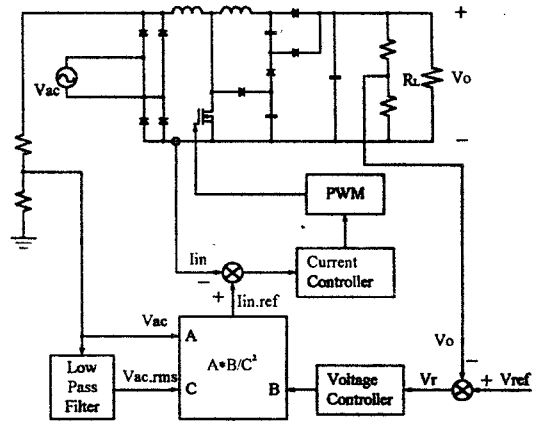 +
Vac
RL
Vo
−
PWM
Iin
−
+
Current
Controller
Iin.ref
Vac
A
A*B/C²
Vo
−
Low
Pass
Filter
Vac.rms
C
B
Voltage
Controller
Vr
+ Vref